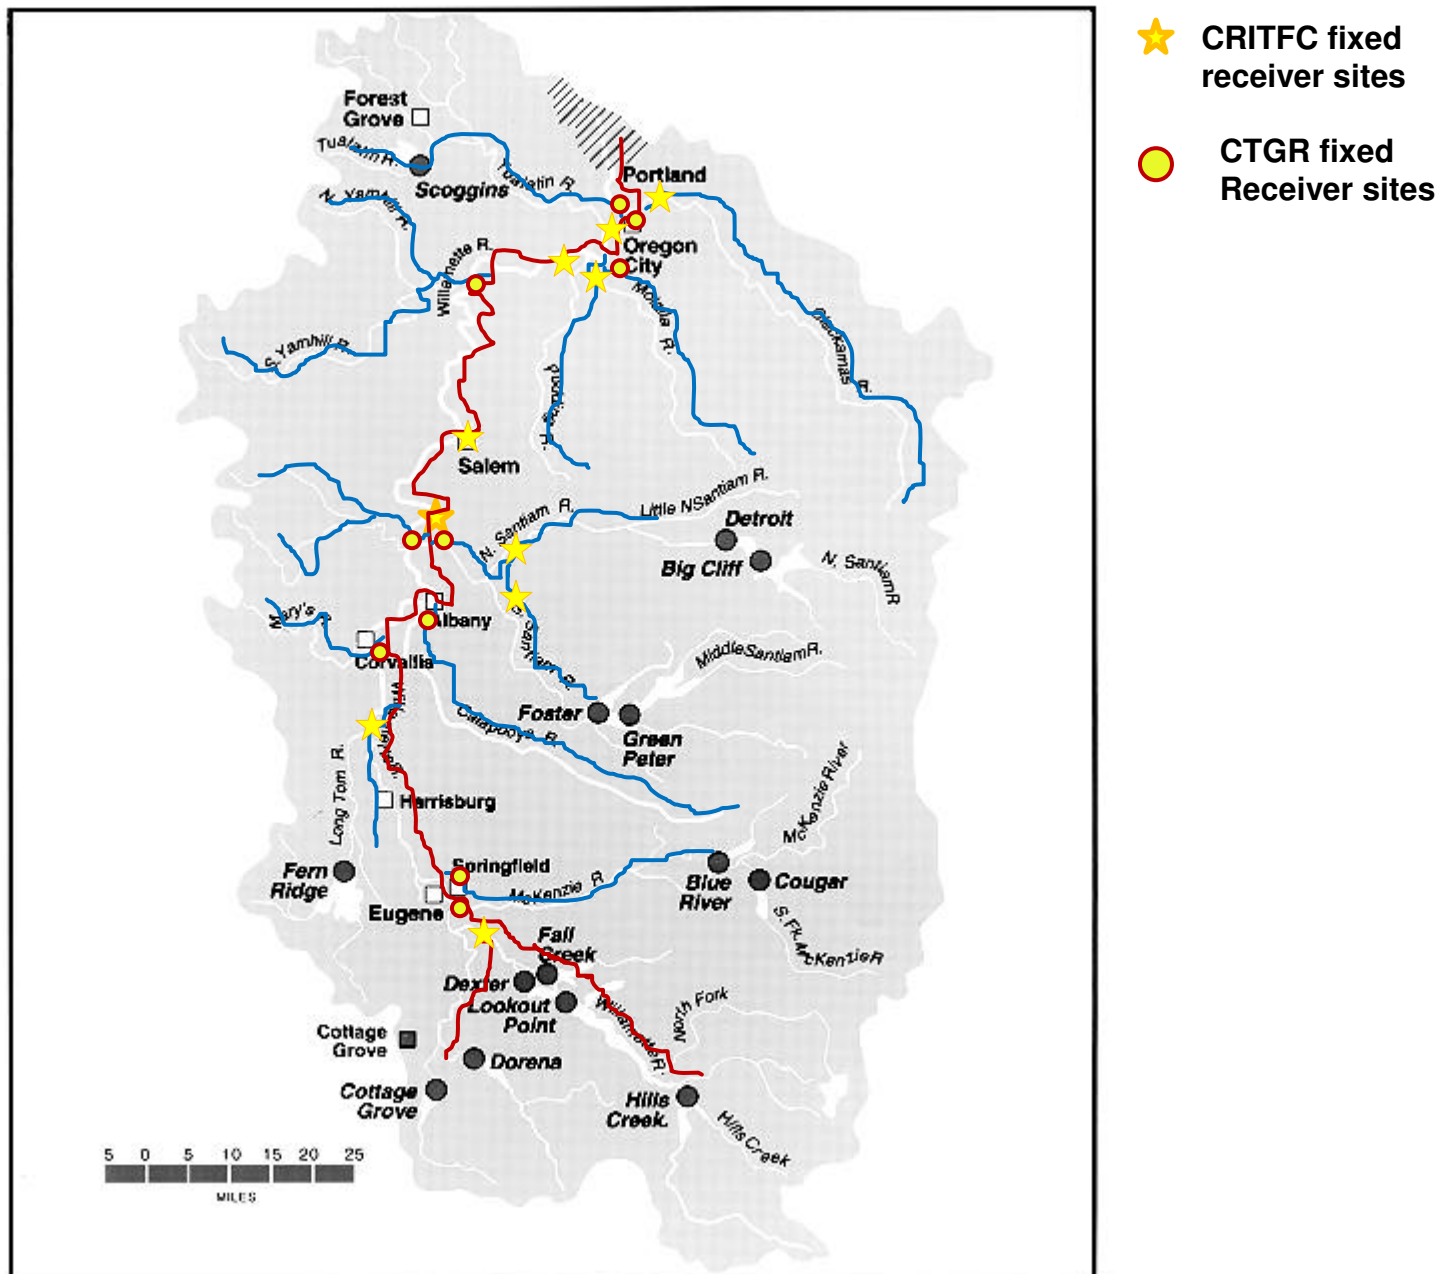 CRITFC fixed
receiver sites
CTGR fixed
Receiver sites
Forest
Grove
Tualatin R.
Scoggins
Tualatin R.
Portland
N. Yamhill R.
Willamette R.
Oregon
City
Molalla R.
Clackamas R.
S. Yamhill R.
Pudding R.
Salem
Little N Santiam R.
N. Santiam R.
Detroit
Big Cliff
N. Santiam R
Mary's R.
Albany
Corvallis
S. Santiam R.
Middle Santiam R.
Foster
Green
Peter
Calapooya R.
Willamette R.
Long Tom R.
Harrisburg
McKenzie River
Springfield
Fern
Ridge
McKenzie R
Blue
River
Cougar
Eugene
S. Fk. McKenzie R
Fall
Creek
Dexter
Lookout
Point
Willamette R.
North Fork
Cottage
Grove
Dorena
Cottage
Grove
Hills
Creek.
Hills Creek
5 0 5 10 15 20 25
MILES